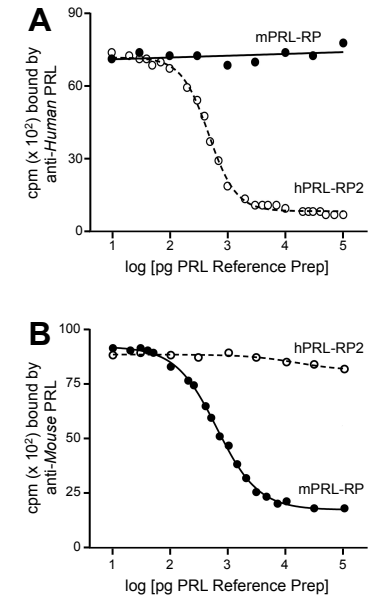 A
90
60
30
0
cpm (x 10²) bound by
anti-Human PRL
mPRL-RP
hPRL-RP2
1 2 3 4 5
log [pg PRL Reference Prep]
B
100
75
50
25
0
cpm (x 10²) bound by
anti-Mouse PRL
hPRL-RP2
mPRL-RP
1 2 3 4 5
log [pg PRL Reference Prep]